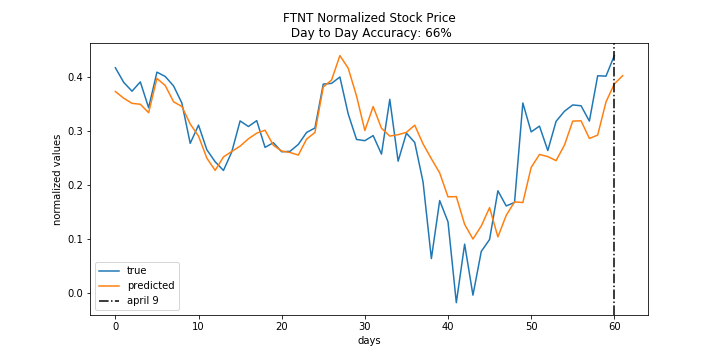 FTNT Normalized Stock Price
Day to Day Accuracy: 66%
normalized values
0.4
0.3
0.2
0.1
0.0
true
predicted
april 9
0
10
20
30
40
50
60
days